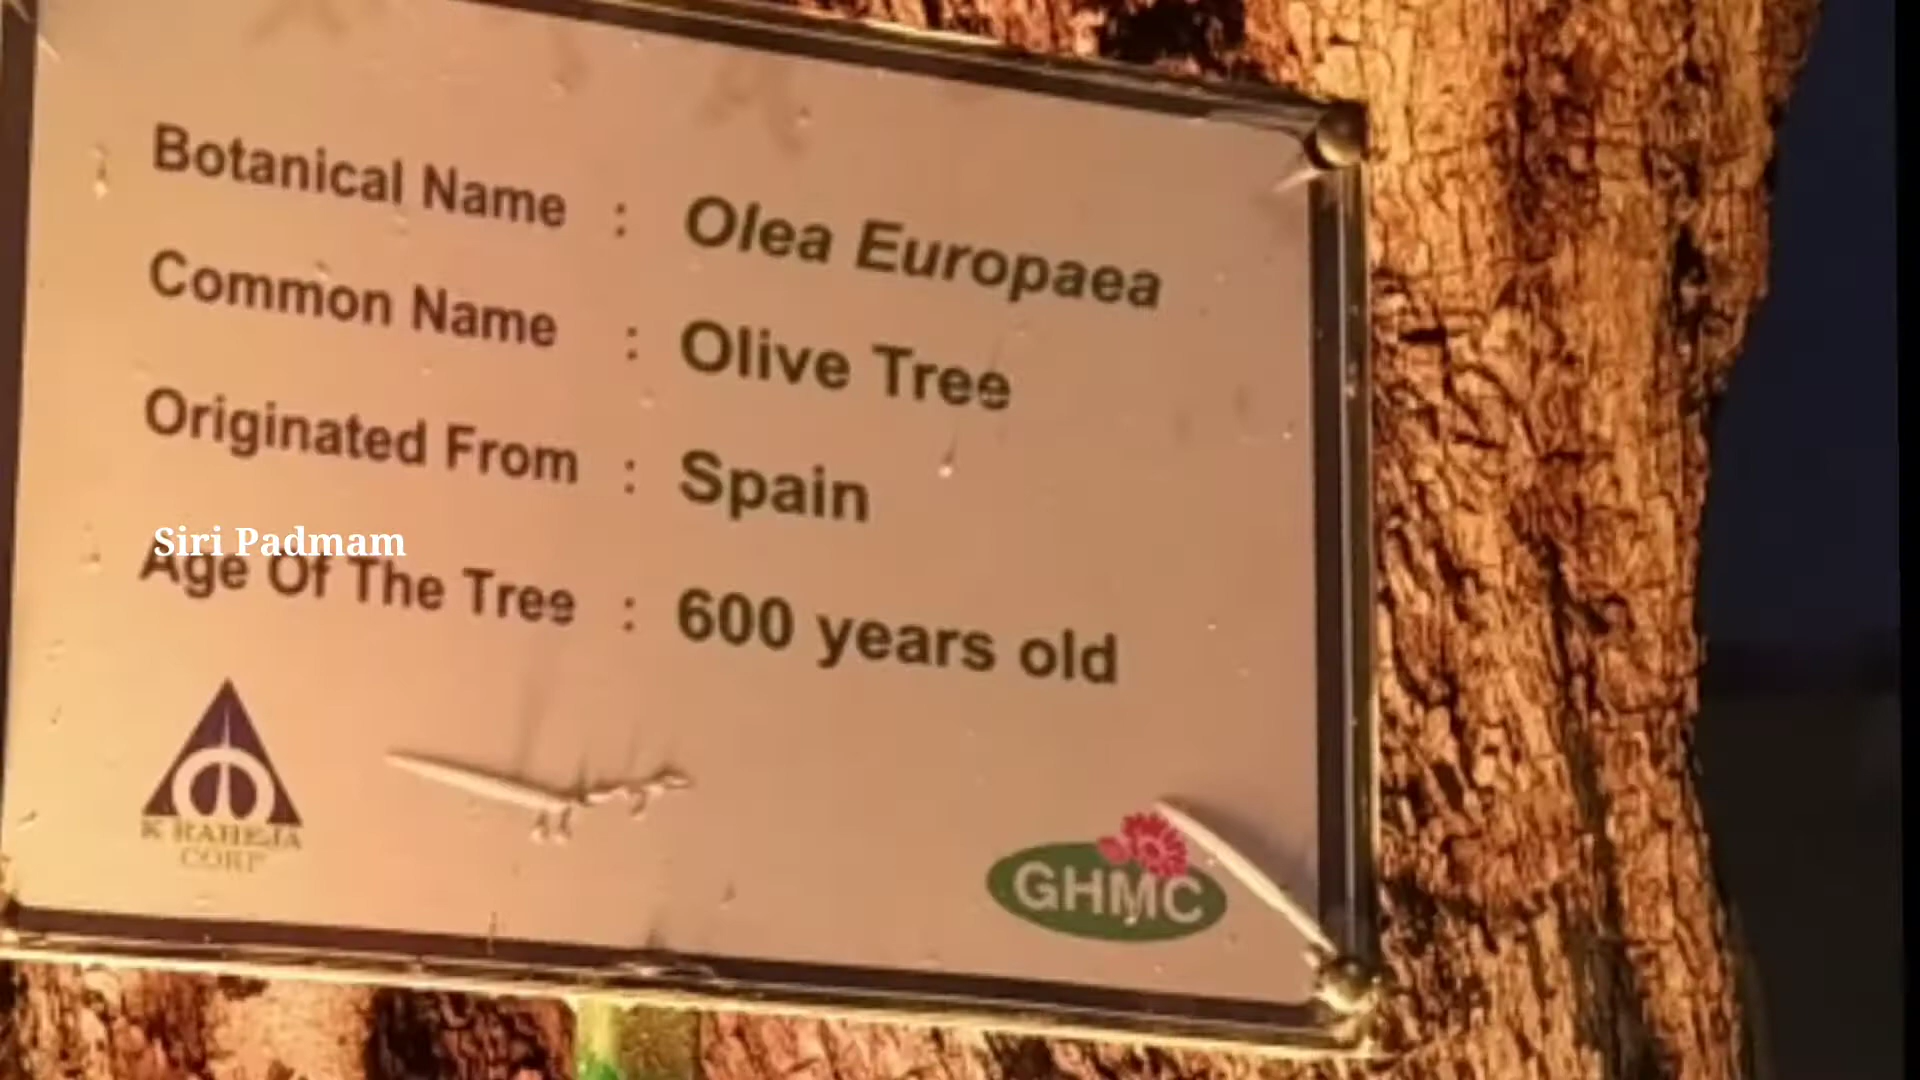 Botanical Name : Olea Europaea
Common Name : Olive Tree
Originated From : Spain
Siri Padmam
Age Of The Tree : 600 years old
K RAHEJA
CORP
GHMC